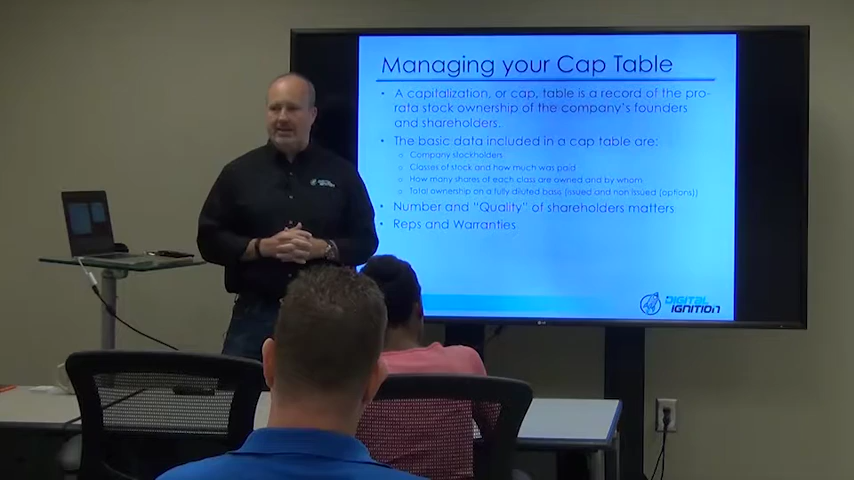 Managing your Cap Table
• A capitalization, or cap, table is a record of the pro-
rata stock ownership of the company's founders
and shareholders.
• The basic data included in a cap table are:
○ Company stockholders
○ Classes of stock and how much was paid
○ How many shares of each class are owned and by whom
○ Total ownership on a fully diluted basis (issued and non issued (options))
• Number and "Quality" of shareholders matters
• Reps and Warranties
DIGITAL
IGNITION
LG